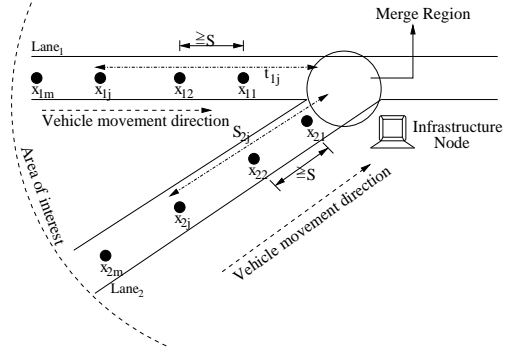 Merge Region
Lane1
≧S
t1j
x1m
x1j
x12
x11
Vehicle movement direction
S2j
x21
Infrastructure
Node
x22
≧S
Area of interest
x2j
Vehicle movement direction
x2m
Lane2